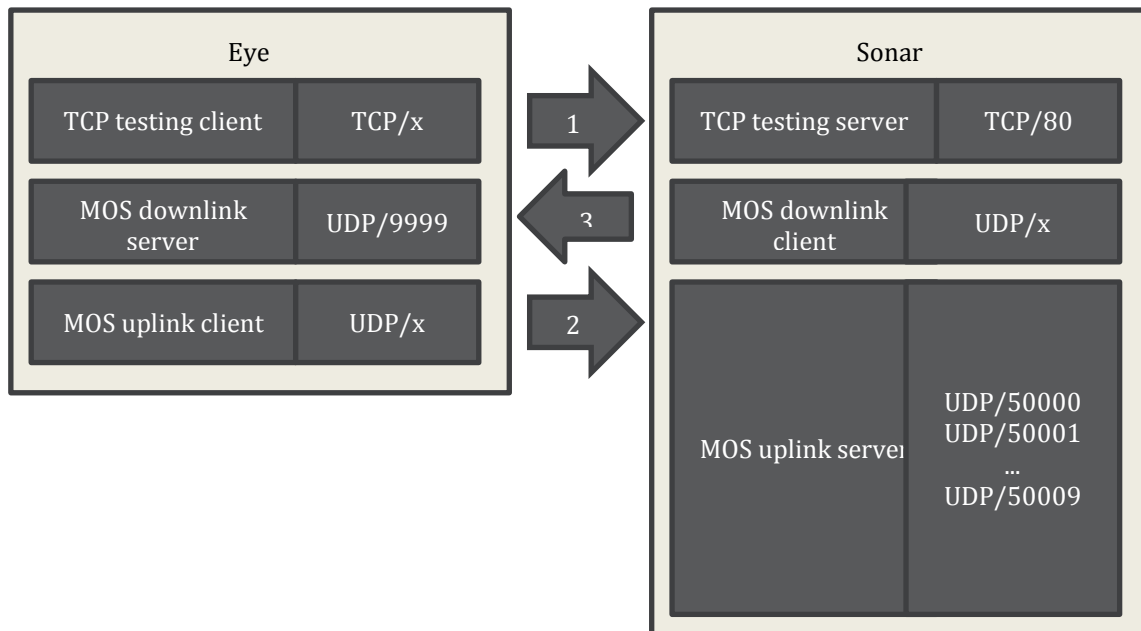 Eye
TCP testing client
TCP/x
MOS downlink
server
UDP/9999
MOS uplink client
UDP/x
1
3
2
Sonar
TCP testing server
TCP/80
MOS downlink
client
UDP/x
MOS uplink server
UDP/50000
UDP/50001
...
UDP/50009